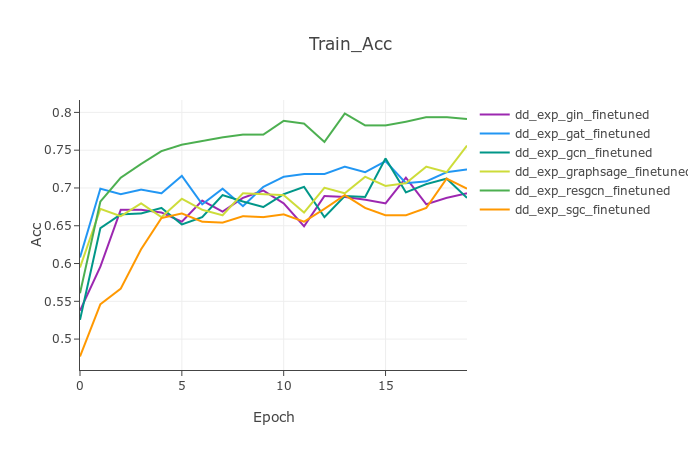 Train_Acc
0.8
0.75
0.7
0.65
0.6
0.55
0.5
Acc
0
5
10
15
Epoch
dd_exp_gin_finetuned
dd_exp_gat_finetuned
dd_exp_gcn_finetuned
dd_exp_graphsage_finetuned
dd_exp_resgcn_finetuned
dd_exp_sgc_finetuned